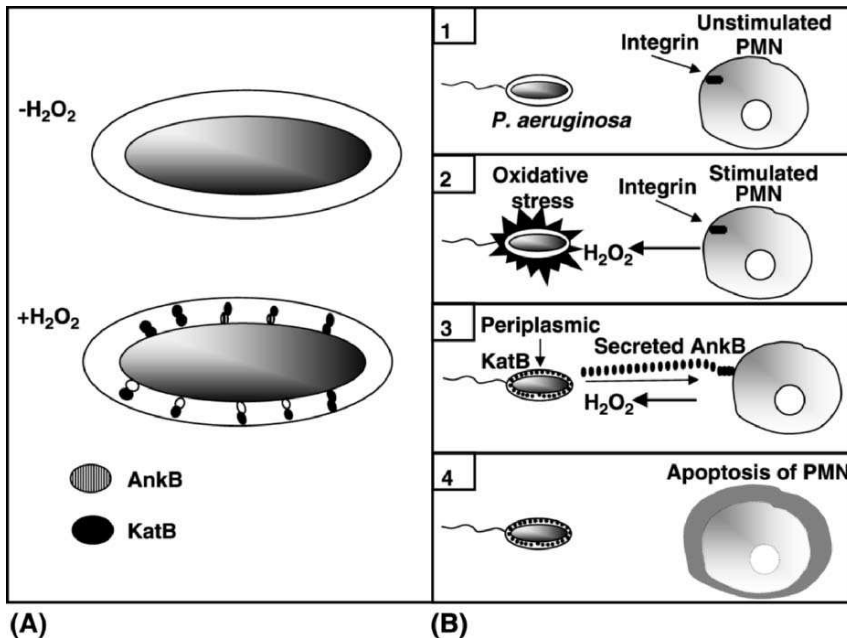 -H₂O₂
+H₂O₂
AnkB
KatB
(A)
1
Integrin
Unstimulated
PMN
P. aeruginosa
2
Oxidative
stress
Integrin
Stimulated
PMN
H₂O₂
3
Periplasmic
KatB
Secreted AnkB
H₂O₂
4
Apoptosis of PMN
(B)